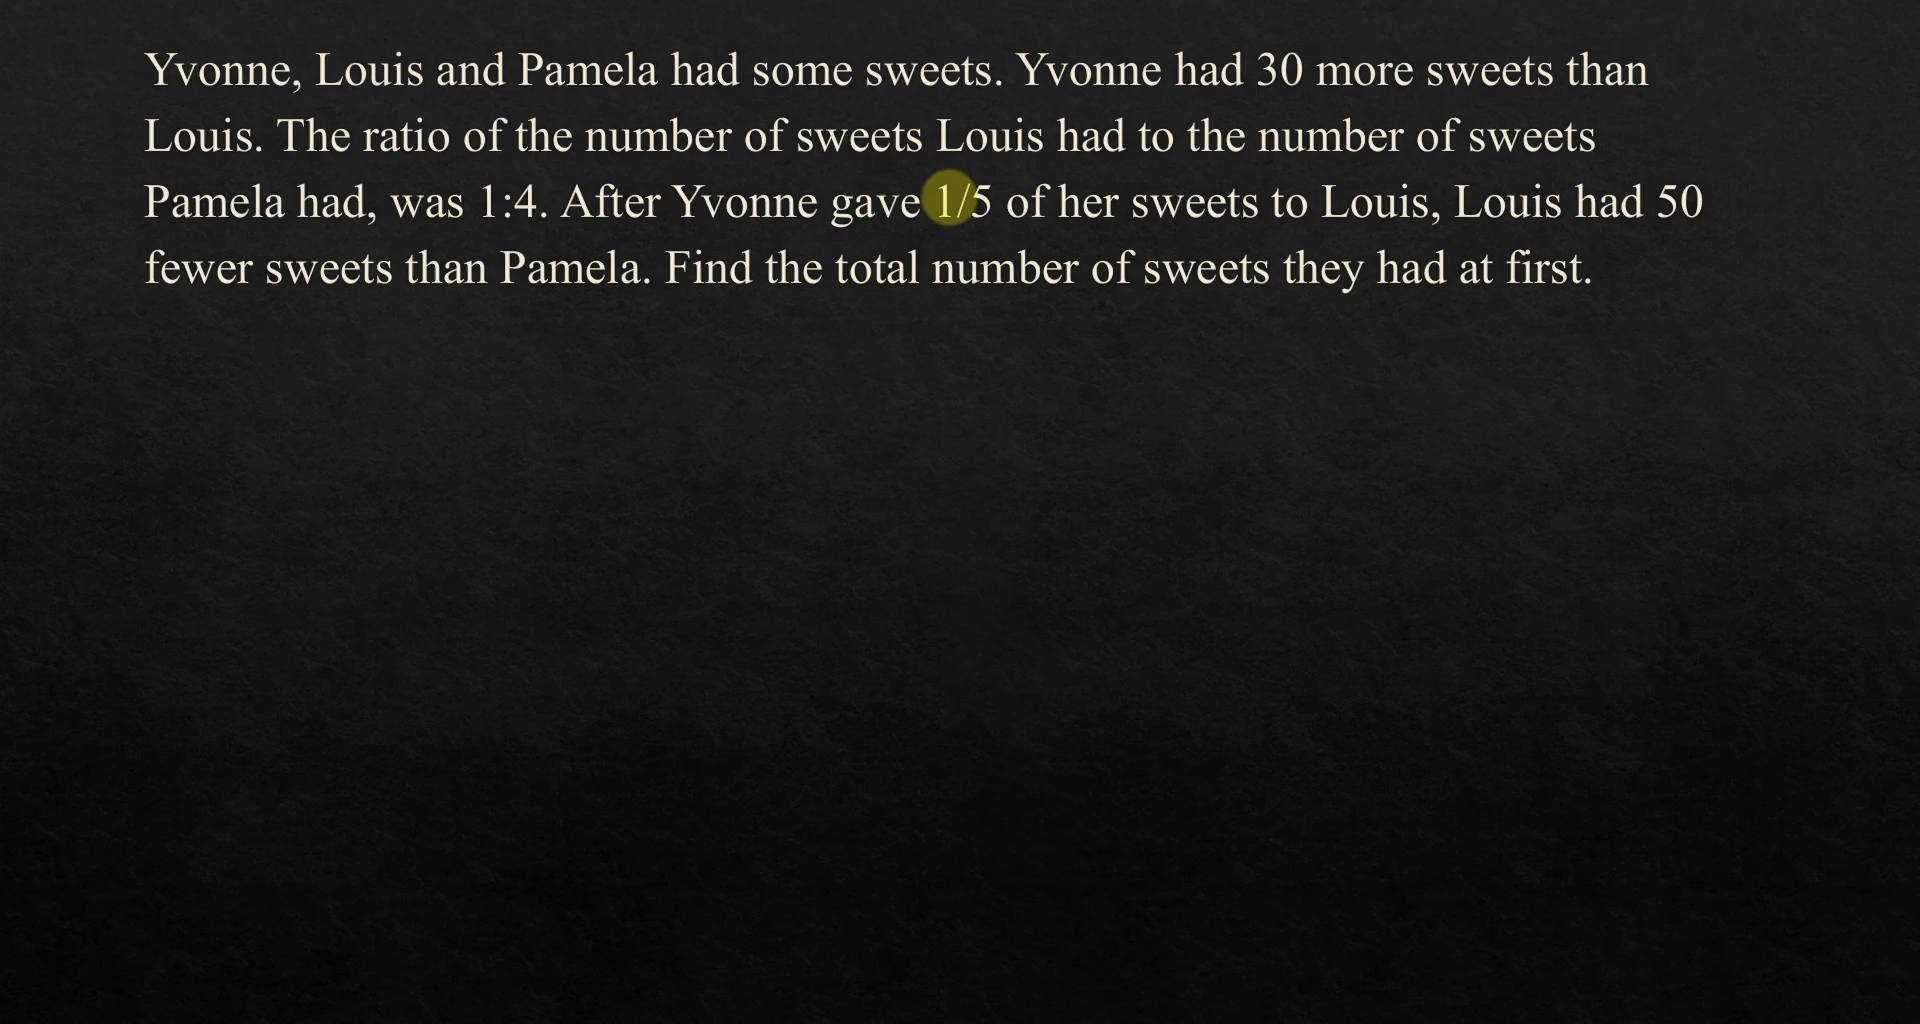 Yvonne, Louis and Pamela had some sweets. Yvonne had 30 more sweets than
Louis. The ratio of the number of sweets Louis had to the number of sweets
Pamela had, was 1:4. After Yvonne gave 1/5 of her sweets to Louis, Louis had 50
fewer sweets than Pamela. Find the total number of sweets they had at first.